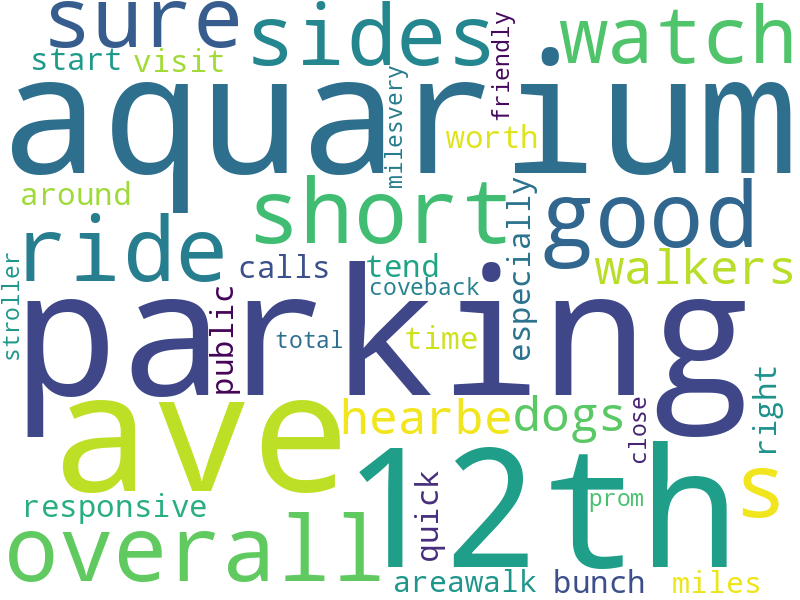 sure
sides
watch
friendly
start
visit
aquarium
milesvery
worth
around
short
especially
good
ride
stroller
calls
tend
walkers
coveback
public
parking
total
time
ave
hearbe
dogs
close
right
12th
s
quick
responsive
prom
overall
areawalk
bunch
miles